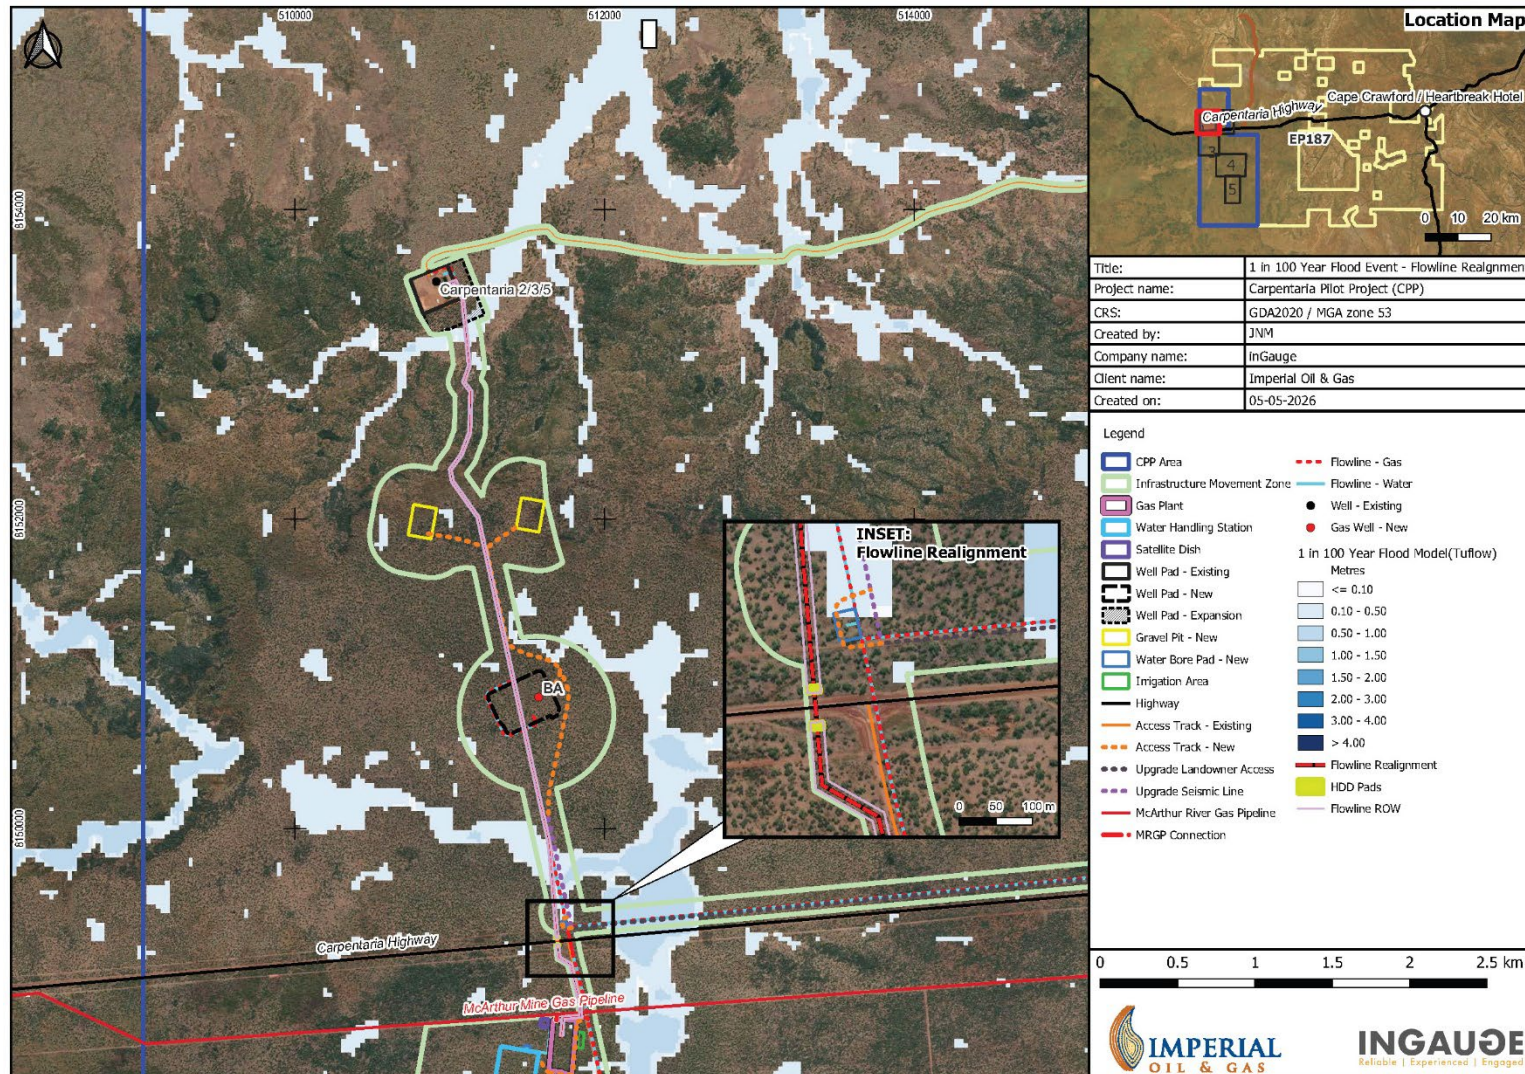 510000
512000
514000
8154000
8152000
8150000
Carpentaria 2/3/5
BA
INSET:
Flowline Realignment
0 50 100 m
Carpentaria Highway
McArthur Mine Gas Pipeline
Location Map
Cape Crawford / Heartbreak Hotel
Carpentaria Highway
EP187
3
4
5
0 10 20 km
Title: 1 in 100 Year Flood Event - Flowline Realignmen
Project name: Carpentaria Pilot Project (CPP)
CRS: GDA2020 / MGA zone 53
Created by: JNM
Company name: InGauge
Client name: Imperial Oil & Gas
Created on: 05-05-2026
Legend
CPP Area
Infrastructure Movement Zone
Gas Plant
Water Handling Station
Satellite Dish
Well Pad - Existing
Well Pad - New
Well Pad - Expansion
Gravel Pit - New
Water Bore Pad - New
Irrigation Area
Highway
Access Track - Existing
Access Track - New
Upgrade Landowner Access
Upgrade Seismic Line
McArthur River Gas Pipeline
MRGP Connection
Flowline - Gas
Flowline - Water
Well - Existing
Gas Well - New
1 in 100 Year Flood Model(Tuflow)
Metres
<= 0.10
0.10 - 0.50
0.50 - 1.00
1.00 - 1.50
1.50 - 2.00
2.00 - 3.00
3.00 - 4.00
> 4.00
Flowline Realignment
HDD Pads
Flowline ROW
0 0.5 1 1.5 2 2.5 km
IMPERIAL
OIL & GAS
INGAUGE
Reliable | Experienced | Engaged